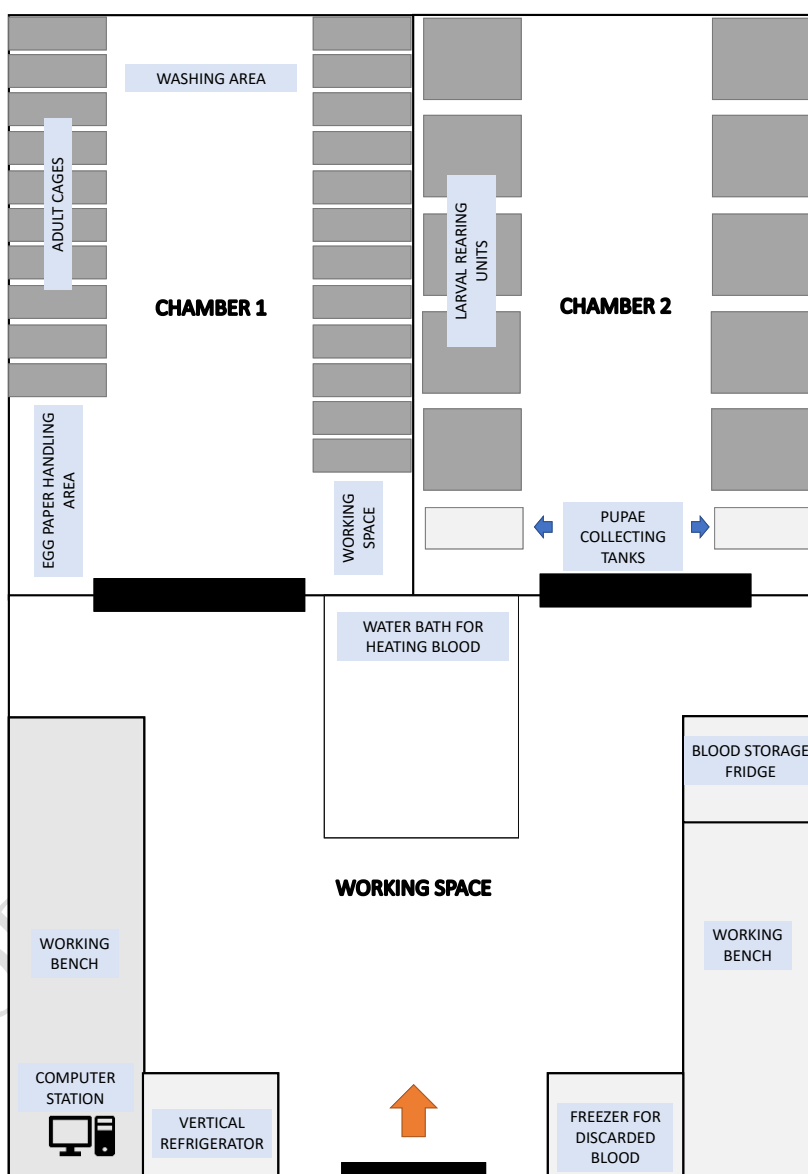 WASHING AREA
ADULT CAGES
CHAMBER 1
EGG PAPER HANDLING
AREA
WORKING
SPACE
LARVAL REARING
UNITS
CHAMBER 2
PUPAE
COLLECTING
TANKS
WATER BATH FOR
HEATING BLOOD
BLOOD STORAGE
FRIDGE
WORKING SPACE
WORKING
BENCH
WORKING
BENCH
COMPUTER
STATION
VERTICAL
REFRIGERATOR
FREEZER FOR
DISCARDED
BLOOD